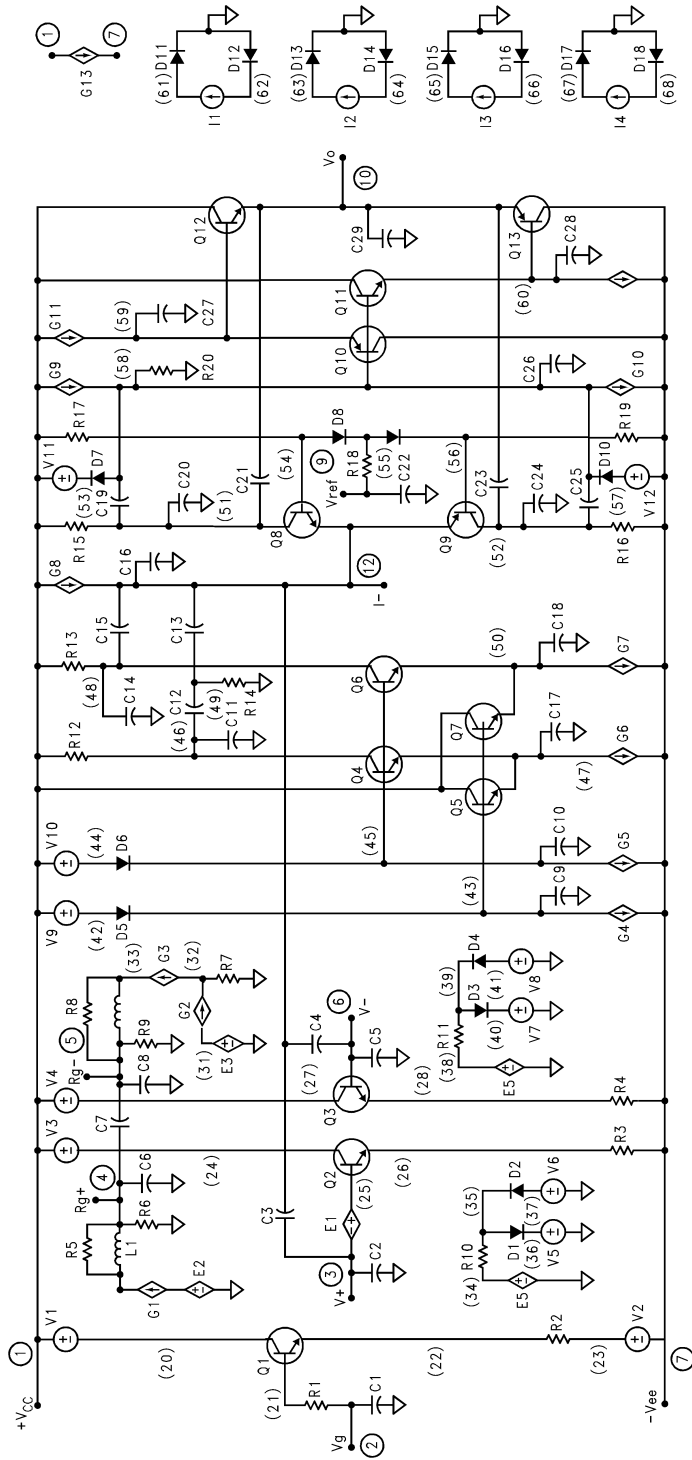 ①
+VCC
V1
V3
V4
V9
V10
R12
R13
G8
R15
V11
R17
G9
G11
①
G13
⑦
R5
L1
G1
E2
R6
Rg+
④
C6
C7
Rg-
⑤
C8
R8
R9
(33)
G3
(32)
G2
(31)
E3
R7
(42)
D5
(44)
D6
(48)
C14
(46)
C12
(49)
C11
R14
C15
C13
C16
(53)
C19
D7
C20
(51)
C21
(58)
R20
(59)
C27
Q12
(61)
D11
I1
D12
(62)
(20)
(24)
C3
C4
(27)
⑥
V-
C5
Q3
(28)
(21)
Q1
R1
Vg
②
C1
(22)
V+
③
C2
E1
(25)
Q2
(26)
(45)
(43)
Q4
Q6
Q5
Q7
(50)
(47)
⑫
I-
Q8
(54)
D8
⑨
Vref
R18
(55)
C22
Q9
(56)
(52)
C23
Q10
Q11
(60)
Vo
⑩
C29
Q13
(63)
D13
I2
D14
(64)
(65)
D15
I3
D16
(66)
(34)
R10
(35)
E5
D1
D2
(36)
(37)
V5
V6
(38)
R11
(39)
E5
D3
D4
(40)
(41)
V7
V8
C9
C10
C17
C18
C24
C25
C26
C28
(57)
D10
R2
(23)
V2
R3
R4
G4
G5
G6
G7
R16
V12
R19
G10
-Vee
⑦
(67)
D17
I4
D18
(68)